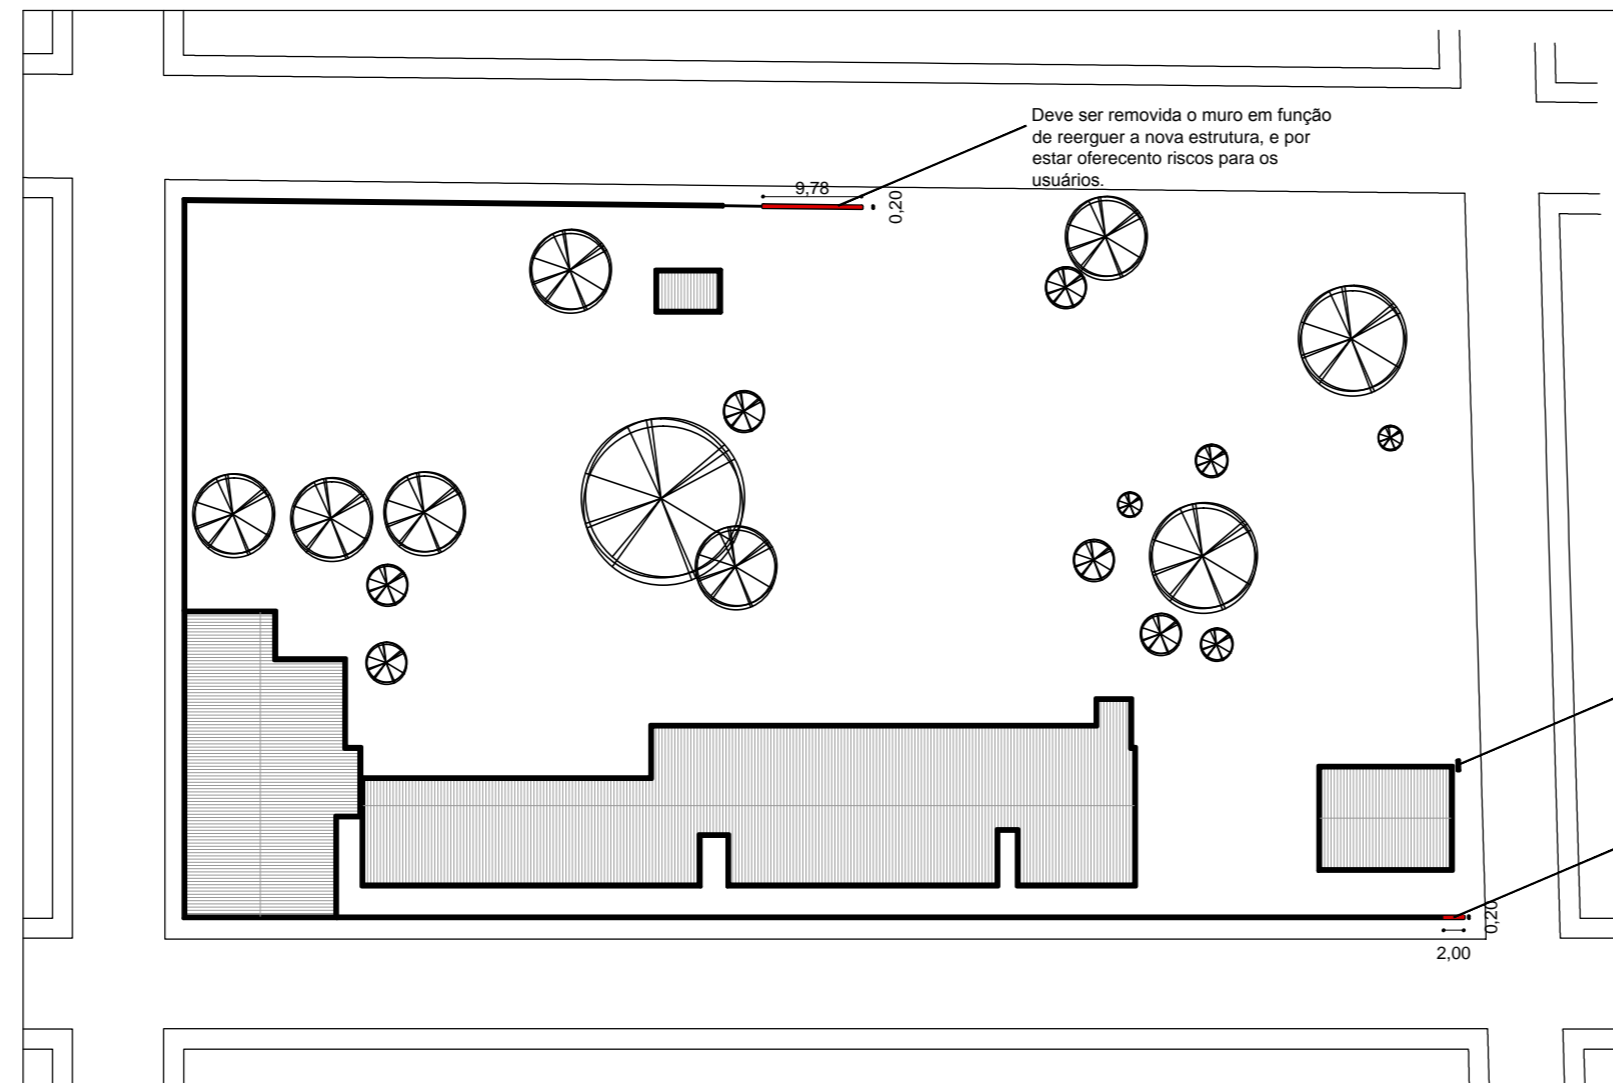 Deve ser removida o muro em função
de reerguer a nova estrutura, e por
estar oferecento riscos para os
usuários.
9,78
0,20
0,20
2,00